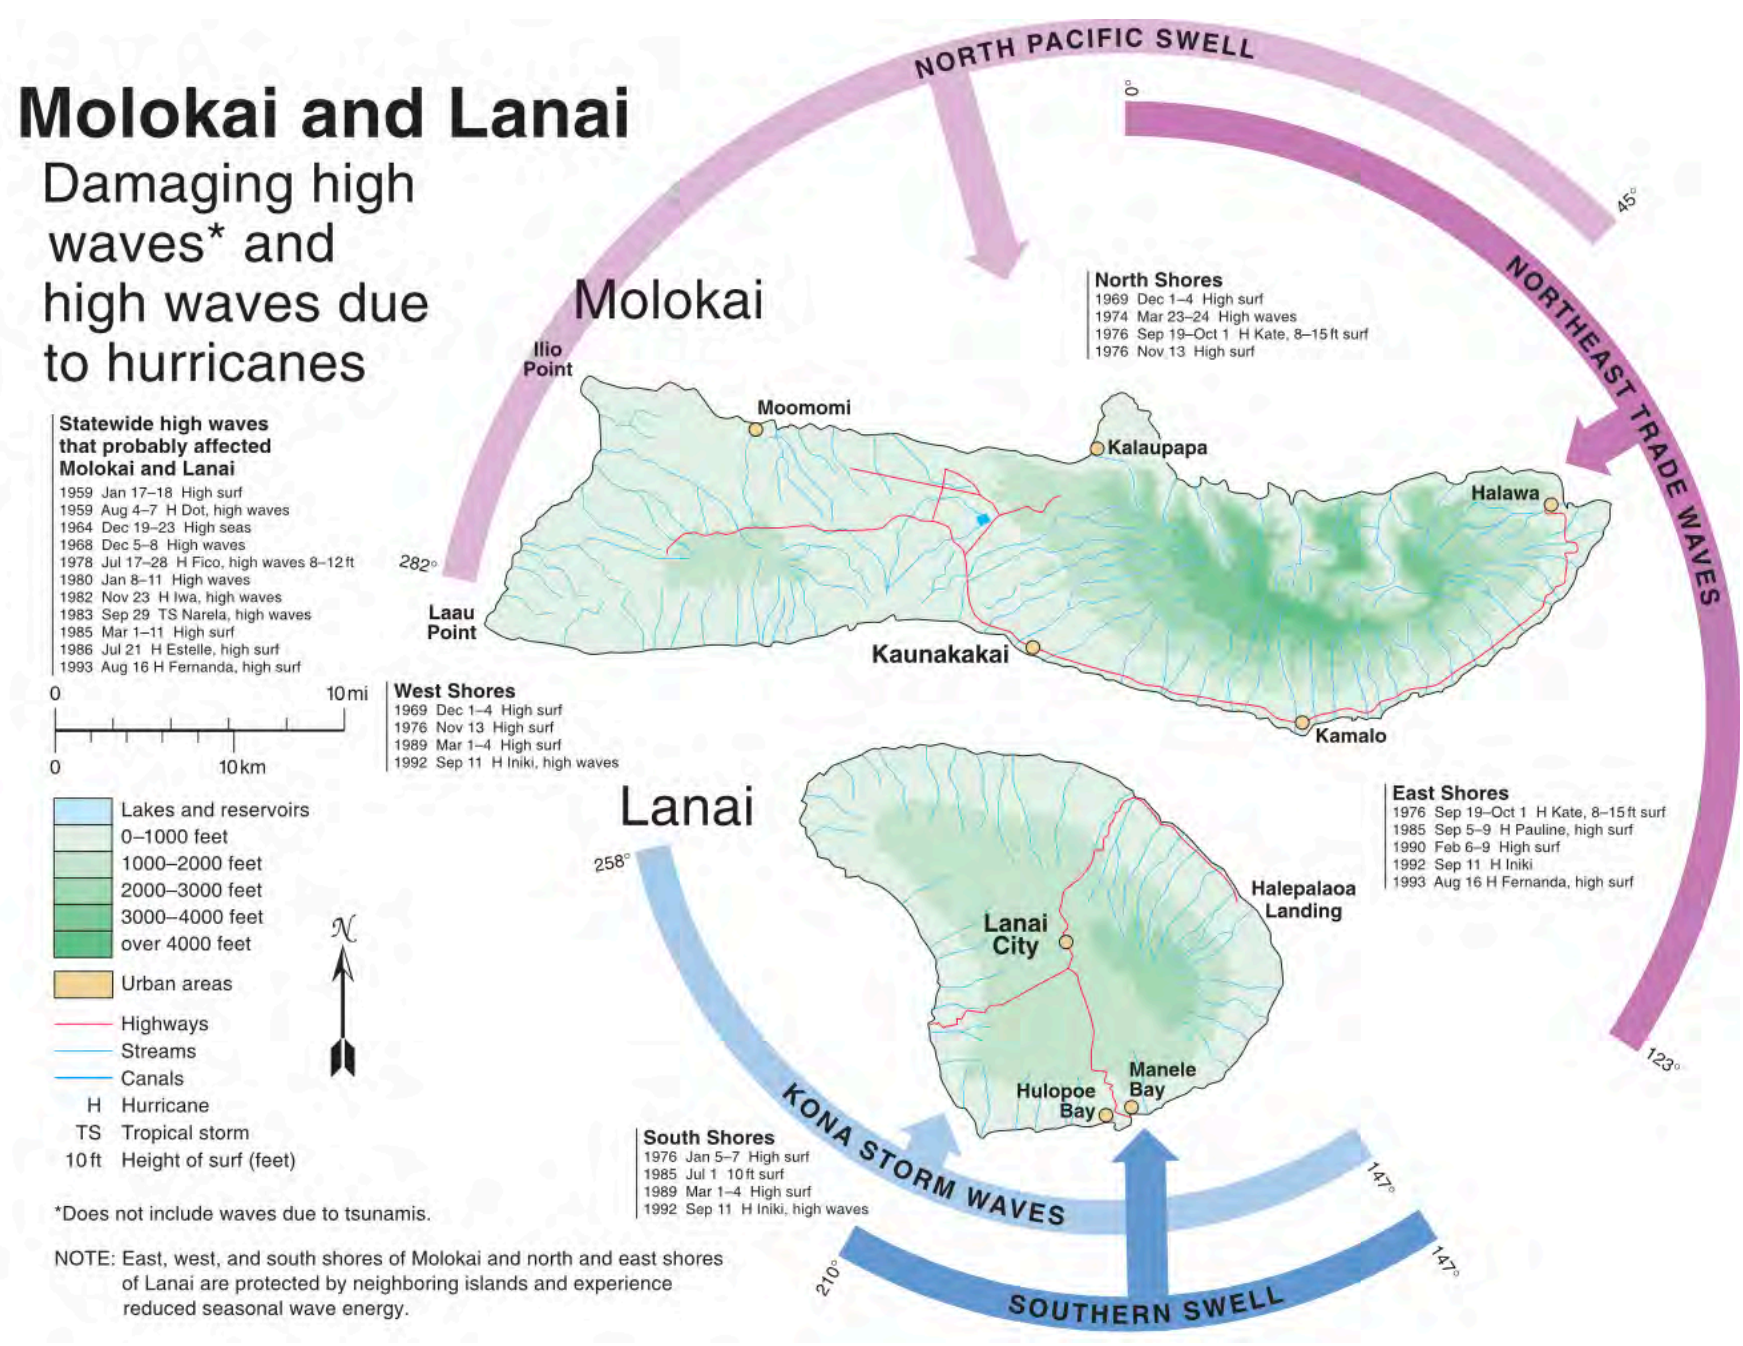 Molokai and Lanai
Damaging high
waves* and
high waves due
to hurricanes
NORTH PACIFIC SWELL
0°
45°
282°
NORTHEAST TRADE WAVES
123°
Molokai
North Shores
1969 Dec 1–4 High surf
1974 Mar 23–24 High waves
1976 Sep 19–Oct 1 H Kate, 8–15 ft surf
1976 Nov 13 High surf
Ilio
Point
Moomomi
Kalaupapa
Halawa
Laau
Point
Kaunakakai
Kamalo
Statewide high waves
that probably affected
Molokai and Lanai
1959 Jan 17–18 High surf
1959 Aug 4–7 H Dot, high waves
1964 Dec 19–23 High seas
1968 Dec 5–8 High waves
1978 Jul 17–28 H Fico, high waves 8–12 ft
1980 Jan 8–11 High waves
1982 Nov 23 H Iwa, high waves
1983 Sep 29 TS Narela, high waves
1985 Mar 1–11 High surf
1986 Jul 21 H Estelle, high surf
1993 Aug 16 H Fernanda, high surf
0 10 mi
0 10 km
West Shores
1969 Dec 1–4 High surf
1976 Nov 13 High surf
1989 Mar 1–4 High surf
1992 Sep 11 H Iniki, high waves
Lanai
East Shores
1976 Sep 19–Oct 1 H Kate, 8–15 ft surf
1985 Sep 5–9 H Pauline, high surf
1990 Feb 6–9 High surf
1992 Sep 11 H Iniki
1993 Aug 16 H Fernanda, high surf
258°
Halepalaoa
Landing
Lanai
City
Manele
Bay
Hulopoe
Bay
Lakes and reservoirs
0–1000 feet
1000–2000 feet
2000–3000 feet
3000–4000 feet
over 4000 feet
Urban areas
Highways
Streams
Canals
H Hurricane
TS Tropical storm
10 ft Height of surf (feet)
N
KONA STORM WAVES
147°
South Shores
1976 Jan 5–7 High surf
1985 Jul 1 10 ft surf
1989 Mar 1–4 High surf
1992 Sep 11 H Iniki, high waves
210°
SOUTHERN SWELL
147°
*Does not include waves due to tsunamis.
NOTE: East, west, and south shores of Molokai and north and east shores
of Lanai are protected by neighboring islands and experience
reduced seasonal wave energy.